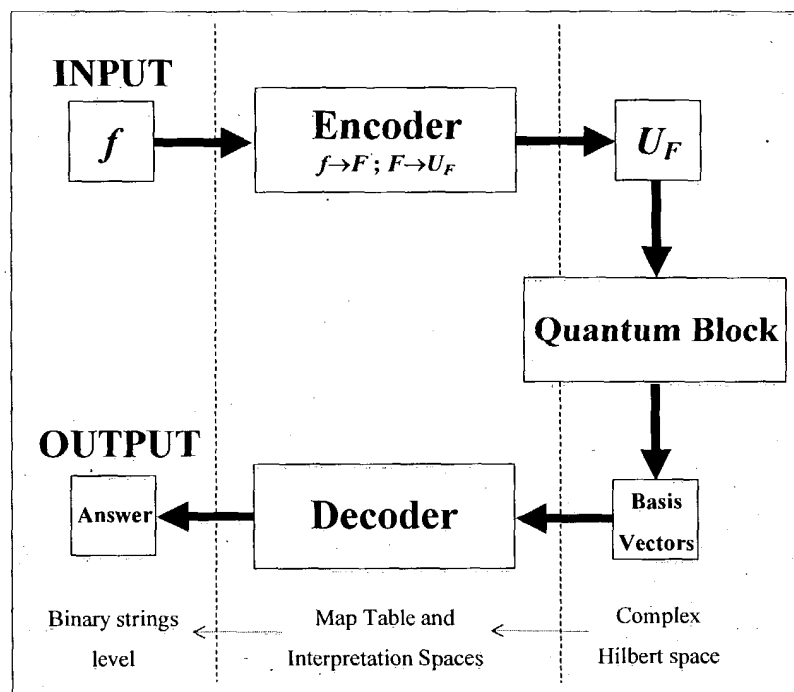 INPUT
f
Encoder
f→F ; F→U_F
U_F
Quantum Block
OUTPUT
Answer
Decoder
Basis
Vectors
Binary strings
level
Map Table and
Interpretation Spaces
Complex
Hilbert space